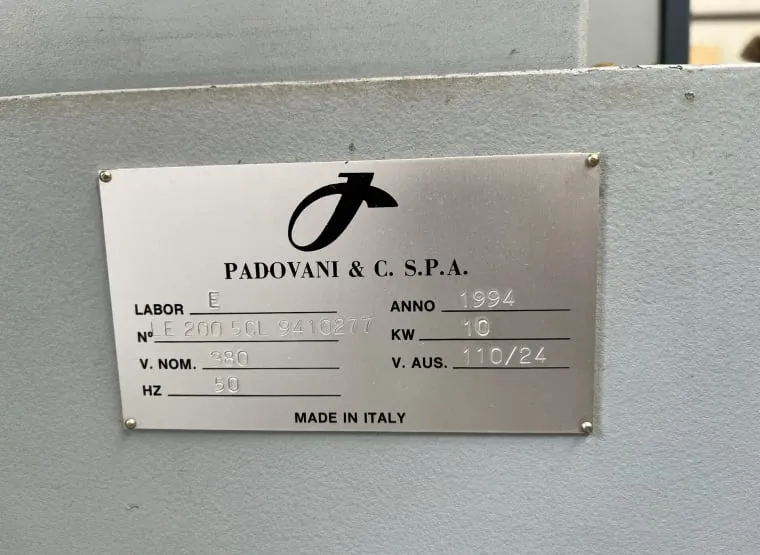 PADOVANI & C. S.P.A.
LABOR E
ANNO 1994
Nº LE 200 5CL 9410277
KW 10
V. NOM. 380
V. AUS. 110/24
HZ 50
MADE IN ITALY